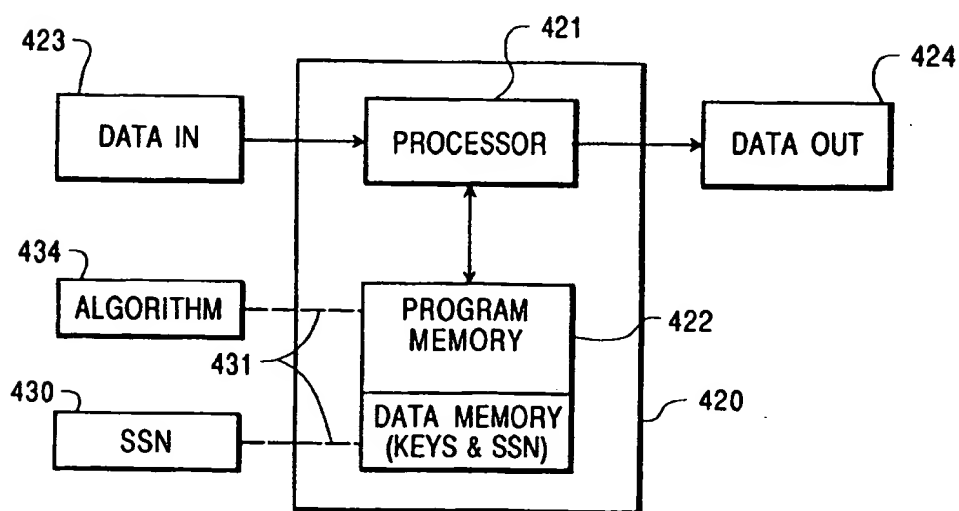 423
421
424
DATA IN
PROCESSOR
DATA OUT
434
ALGORITHM
PROGRAM
MEMORY
422
431
430
SSN
DATA MEMORY
(KEYS & SSN)
420